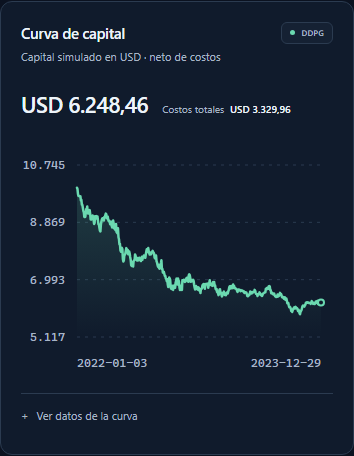 Curva de capital
DDPG
Capital simulado en USD · neto de costos
USD 6.248,46 Costos totales USD 3.329,96
10.745
8.869
6.993
5.117
2022-01-03 2023-12-29
+ Ver datos de la curva